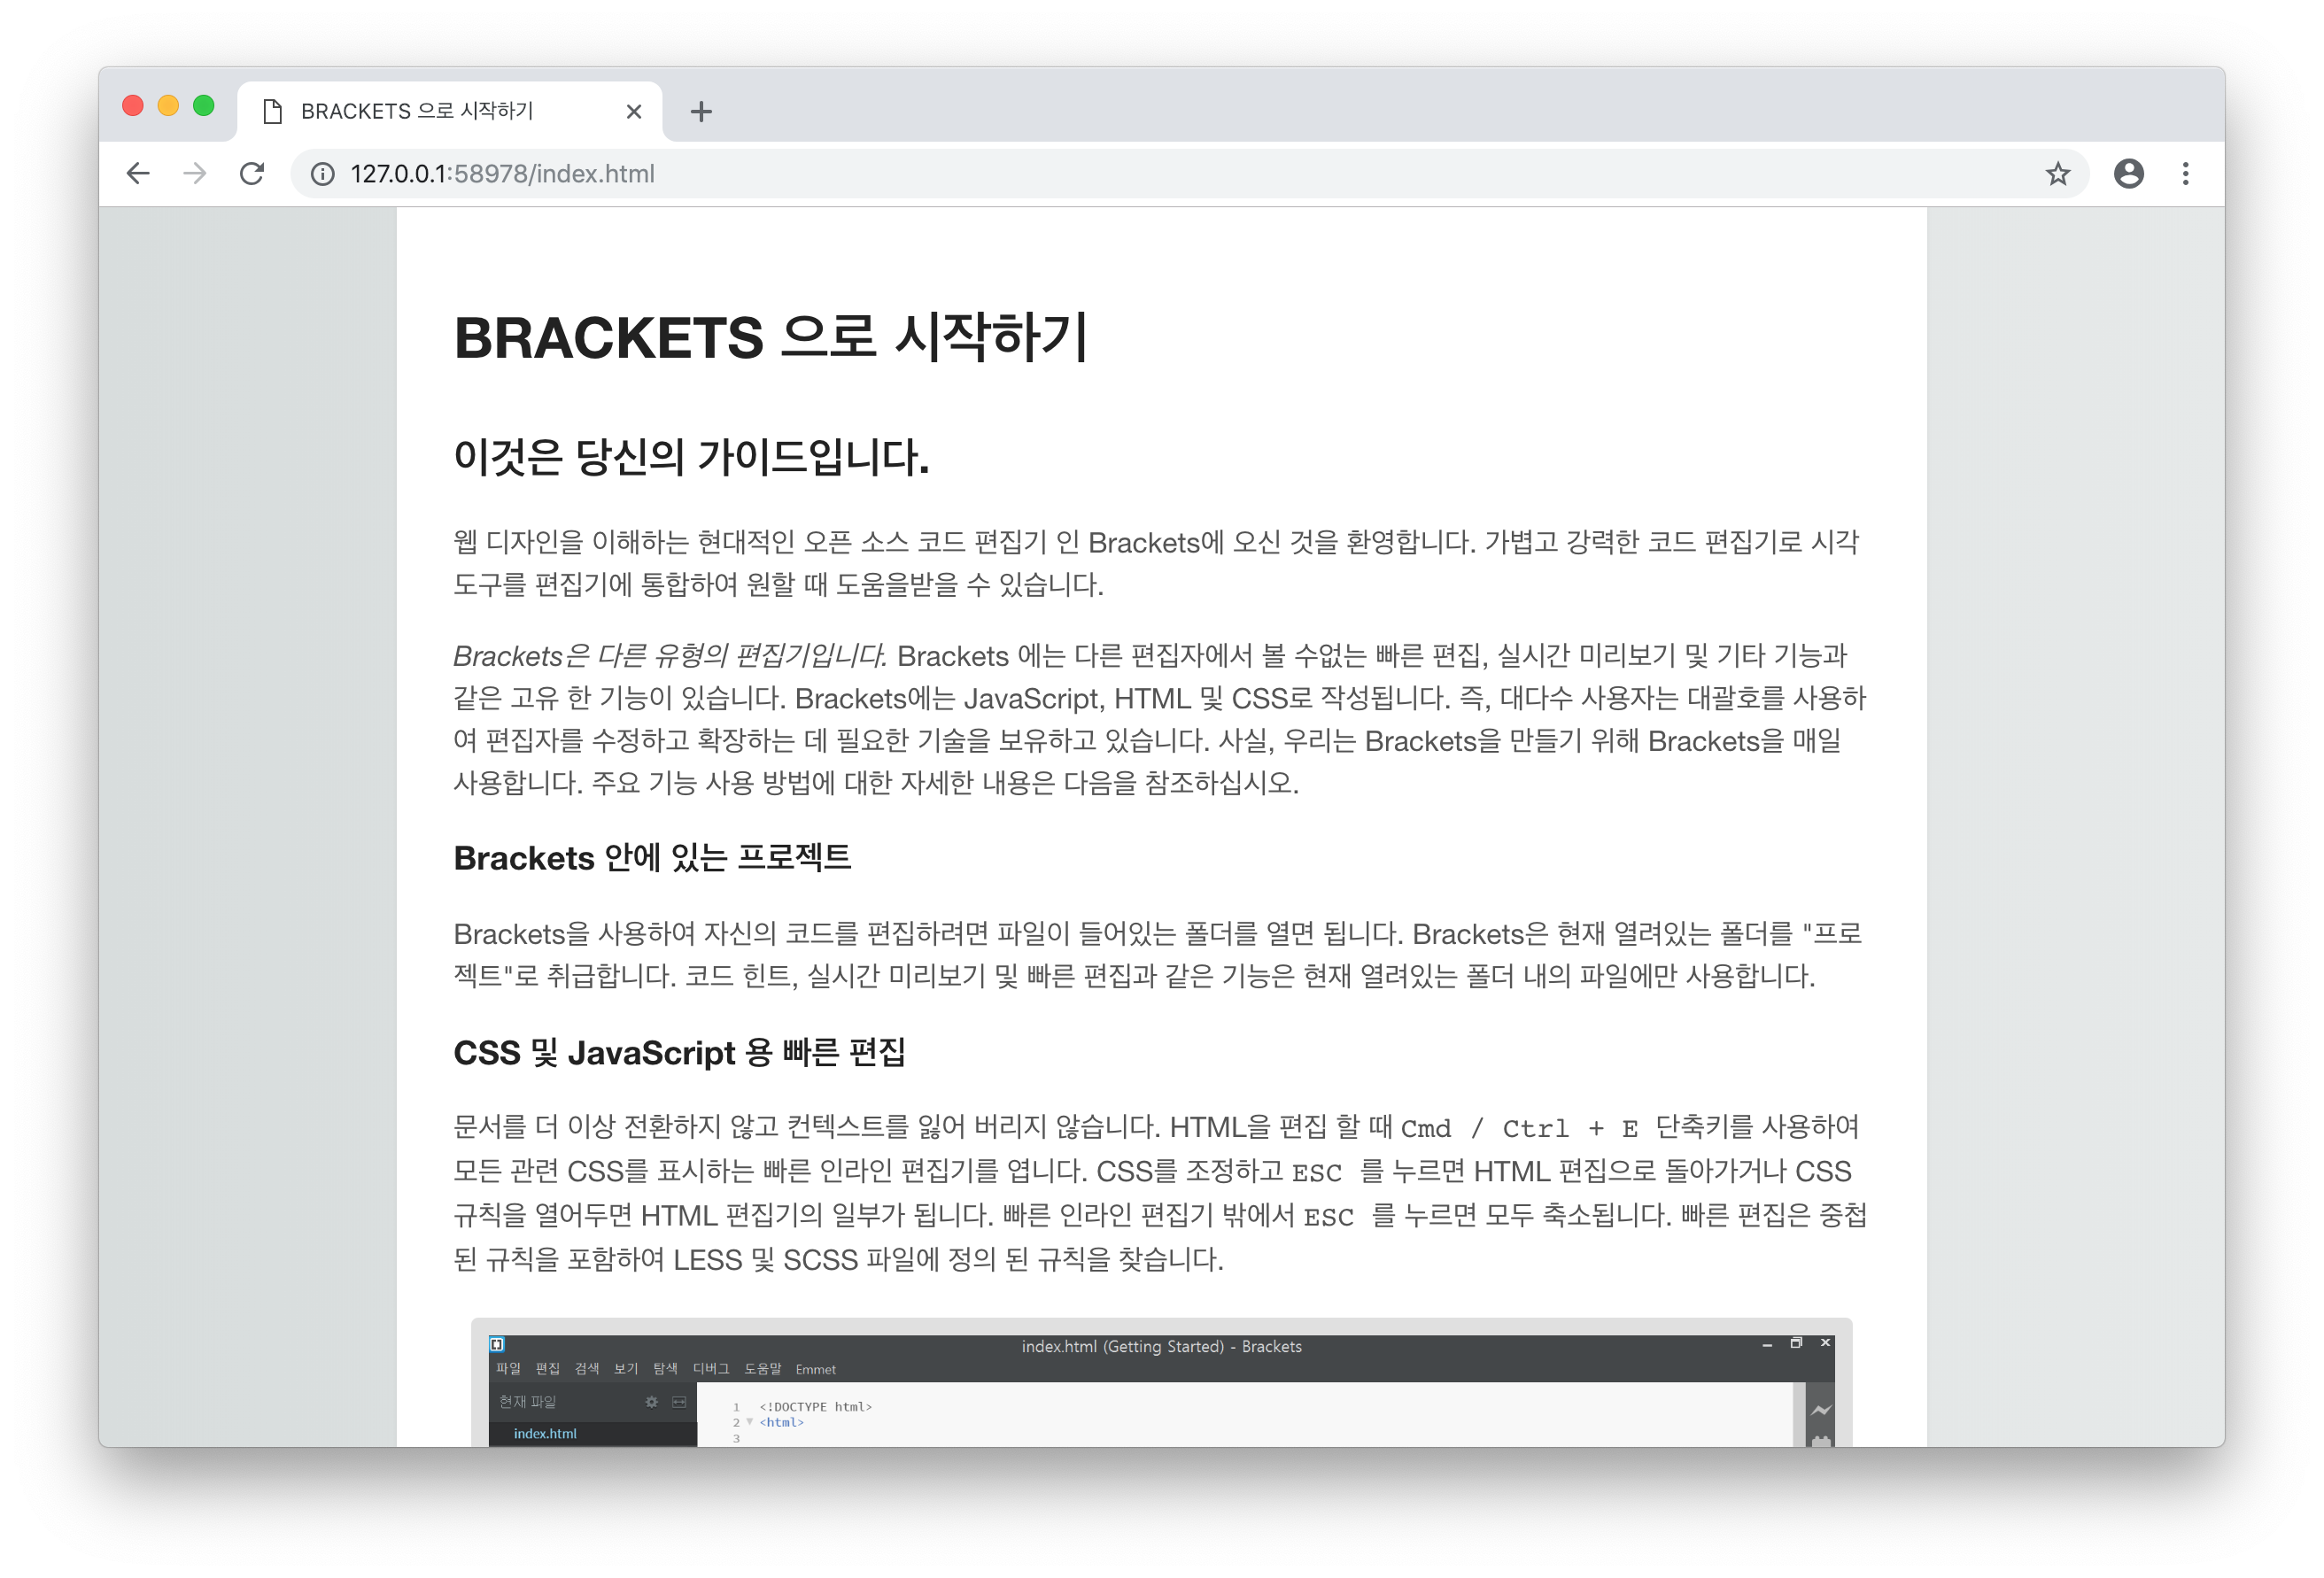 BRACKETS 으로 시작하기
127.0.0.1:58978/index.html
BRACKETS 으로 시작하기
이것은 당신의 가이드입니다.
웹 디자인을 이해하는 현대적인 오픈 소스 코드 편집기 인 Brackets에 오신 것을 환영합니다. 가볍고 강력한 코드 편집기로 시각
도구를 편집기에 통합하여 원할 때 도움을받을 수 있습니다.
Brackets은 다른 유형의 편집기입니다. Brackets 에는 다른 편집자에서 볼 수없는 빠른 편집, 실시간 미리보기 및 기타 기능과
같은 고유 한 기능이 있습니다. Brackets에는 JavaScript, HTML 및 CSS로 작성됩니다. 즉, 대다수 사용자는 대괄호를 사용하
여 편집자를 수정하고 확장하는 데 필요한 기술을 보유하고 있습니다. 사실, 우리는 Brackets을 만들기 위해 Brackets을 매일
사용합니다. 주요 기능 사용 방법에 대한 자세한 내용은 다음을 참조하십시오.
Brackets 안에 있는 프로젝트
Brackets을 사용하여 자신의 코드를 편집하려면 파일이 들어있는 폴더를 열면 됩니다. Brackets은 현재 열려있는 폴더를 "프로
젝트"로 취급합니다. 코드 힌트, 실시간 미리보기 및 빠른 편집과 같은 기능은 현재 열려있는 폴더 내의 파일에만 사용합니다.
CSS 및 JavaScript 용 빠른 편집
문서를 더 이상 전환하지 않고 컨텍스트를 잃어 버리지 않습니다. HTML을 편집 할 때 Cmd / Ctrl + E 단축키를 사용하여
모든 관련 CSS를 표시하는 빠른 인라인 편집기를 엽니다. CSS를 조정하고 ESC 를 누르면 HTML 편집으로 돌아가거나 CSS
규칙을 열어두면 HTML 편집기의 일부가 됩니다. 빠른 인라인 편집기 밖에서 ESC 를 누르면 모두 축소됩니다. 빠른 편집은 중첩
된 규칙을 포함하여 LESS 및 SCSS 파일에 정의 된 규칙을 찾습니다.
index.html (Getting Started) - Brackets
파일 편집 검색 보기 탐색 디버그 도움말 Emmet
현재 파일
index.html
1 <!DOCTYPE html>
2 <html>
3